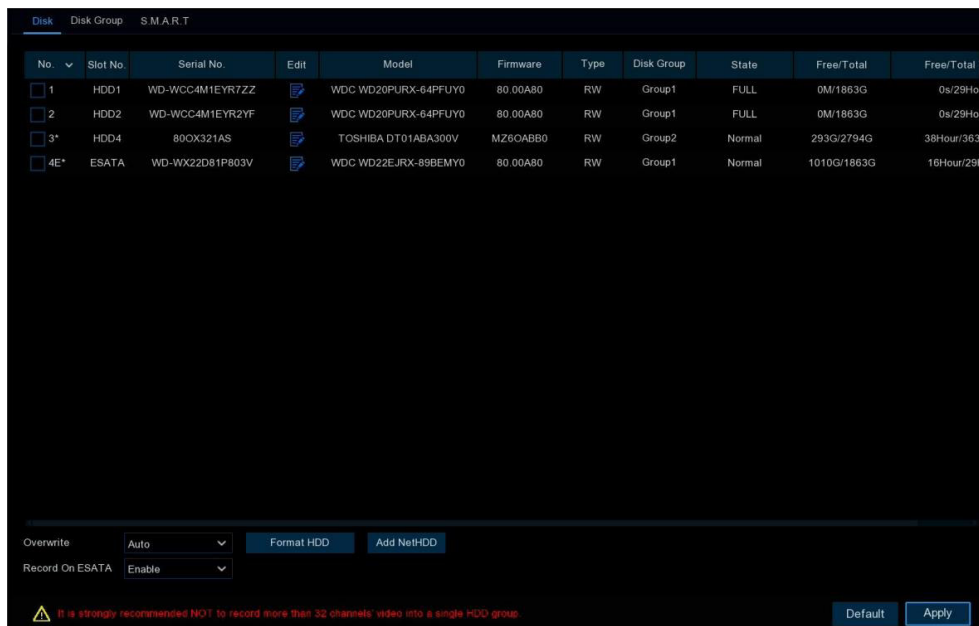 Disk Disk Group S.M.A.R.T
No. Slot No. Serial No. Edit Model Firmware Type Disk Group State Free/Total Free/Total
1 HDD1 WD-WCC4M1EYR7ZZ WDC WD20PURX-64PFUY0 80.00A80 RW Group1 FULL 0M/1863G 0s/29Ho
2 HDD2 WD-WCC4M1EYR2YF WDC WD20PURX-64PFUY0 80.00A80 RW Group1 FULL 0M/1863G 0s/29Ho
3* HDD4 80OX321AS TOSHIBA DT01ABA300V MZ6OABB0 RW Group2 Normal 293G/2794G 38Hour/363
4E* ESATA WD-WX22D81P803V WDC WD22EJRX-89BEMY0 80.00A80 RW Group1 Normal 1010G/1863G 16Hour/29
Overwrite Auto Format HDD Add NetHDD
Record On ESATA Enable
It is strongly recommended NOT to record more than 32 channels' video into a single HDD group.
Default Apply